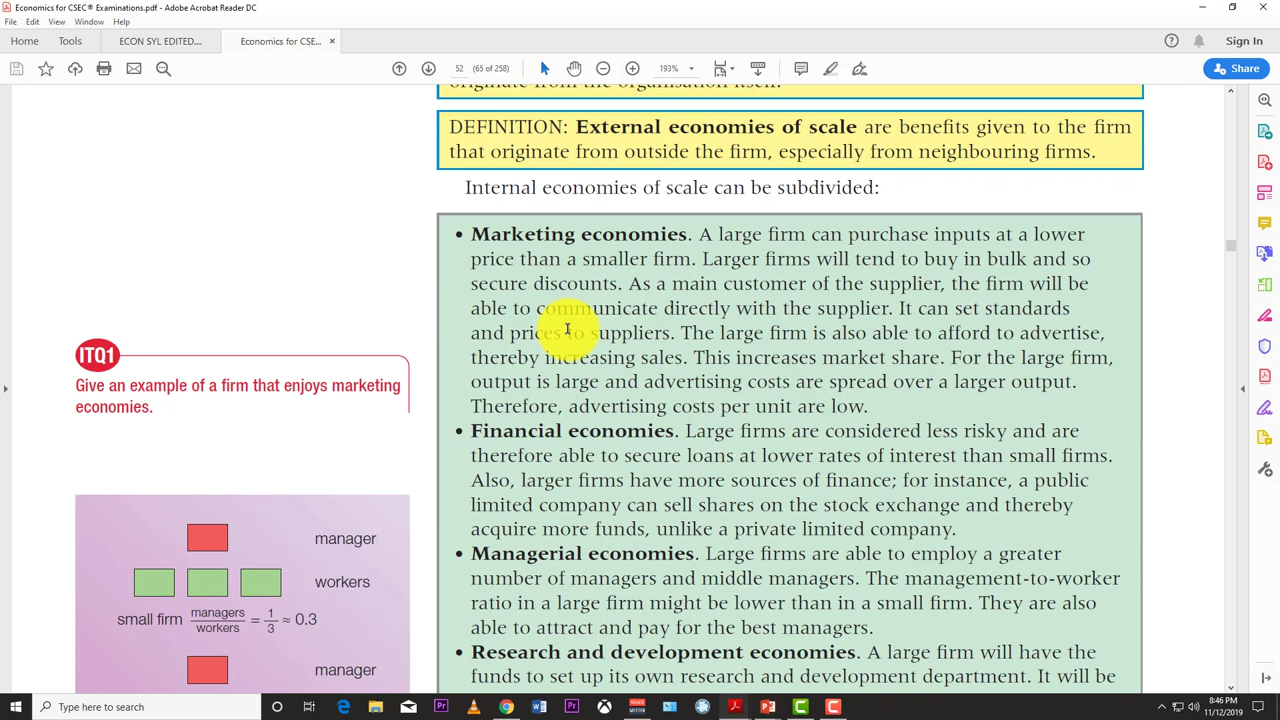 Economics for CSEC® Examinations.pdf - Adobe Acrobat Reader DC
File Edit View Window Help
Home Tools ECON SYL EDITED.... Economics for CSE... × Sign In
52 (65 of 258) 193% Share
originate from the organisation itself.
DEFINITION: External economies of scale are benefits given to the firm
that originate from outside the firm, especially from neighbouring firms.
Internal economies of scale can be subdivided:
• Marketing economies. A large firm can purchase inputs at a lower
price than a smaller firm. Larger firms will tend to buy in bulk and so
secure discounts. As a main customer of the supplier, the firm will be
able to communicate directly with the supplier. It can set standards
and prices to suppliers. The large firm is also able to afford to advertise,
thereby increasing sales. This increases market share. For the large firm,
output is large and advertising costs are spread over a larger output.
Therefore, advertising costs per unit are low.
• Financial economies. Large firms are considered less risky and are
therefore able to secure loans at lower rates of interest than small firms.
Also, larger firms have more sources of finance; for instance, a public
limited company can sell shares on the stock exchange and thereby
acquire more funds, unlike a private limited company.
• Managerial economies. Large firms are able to employ a greater
number of managers and middle managers. The management-to-worker
ratio in a large firm might be lower than in a small firm. They are also
able to attract and pay for the best managers.
• Research and development economies. A large firm will have the
funds to set up its own research and development department. It will be
ITQ1
Give an example of a firm that enjoys marketing
economies.
manager
workers
small firm managers/workers = 1/3 ≈ 0.3
manager
Type here to search
8:46 PM
11/12/2019